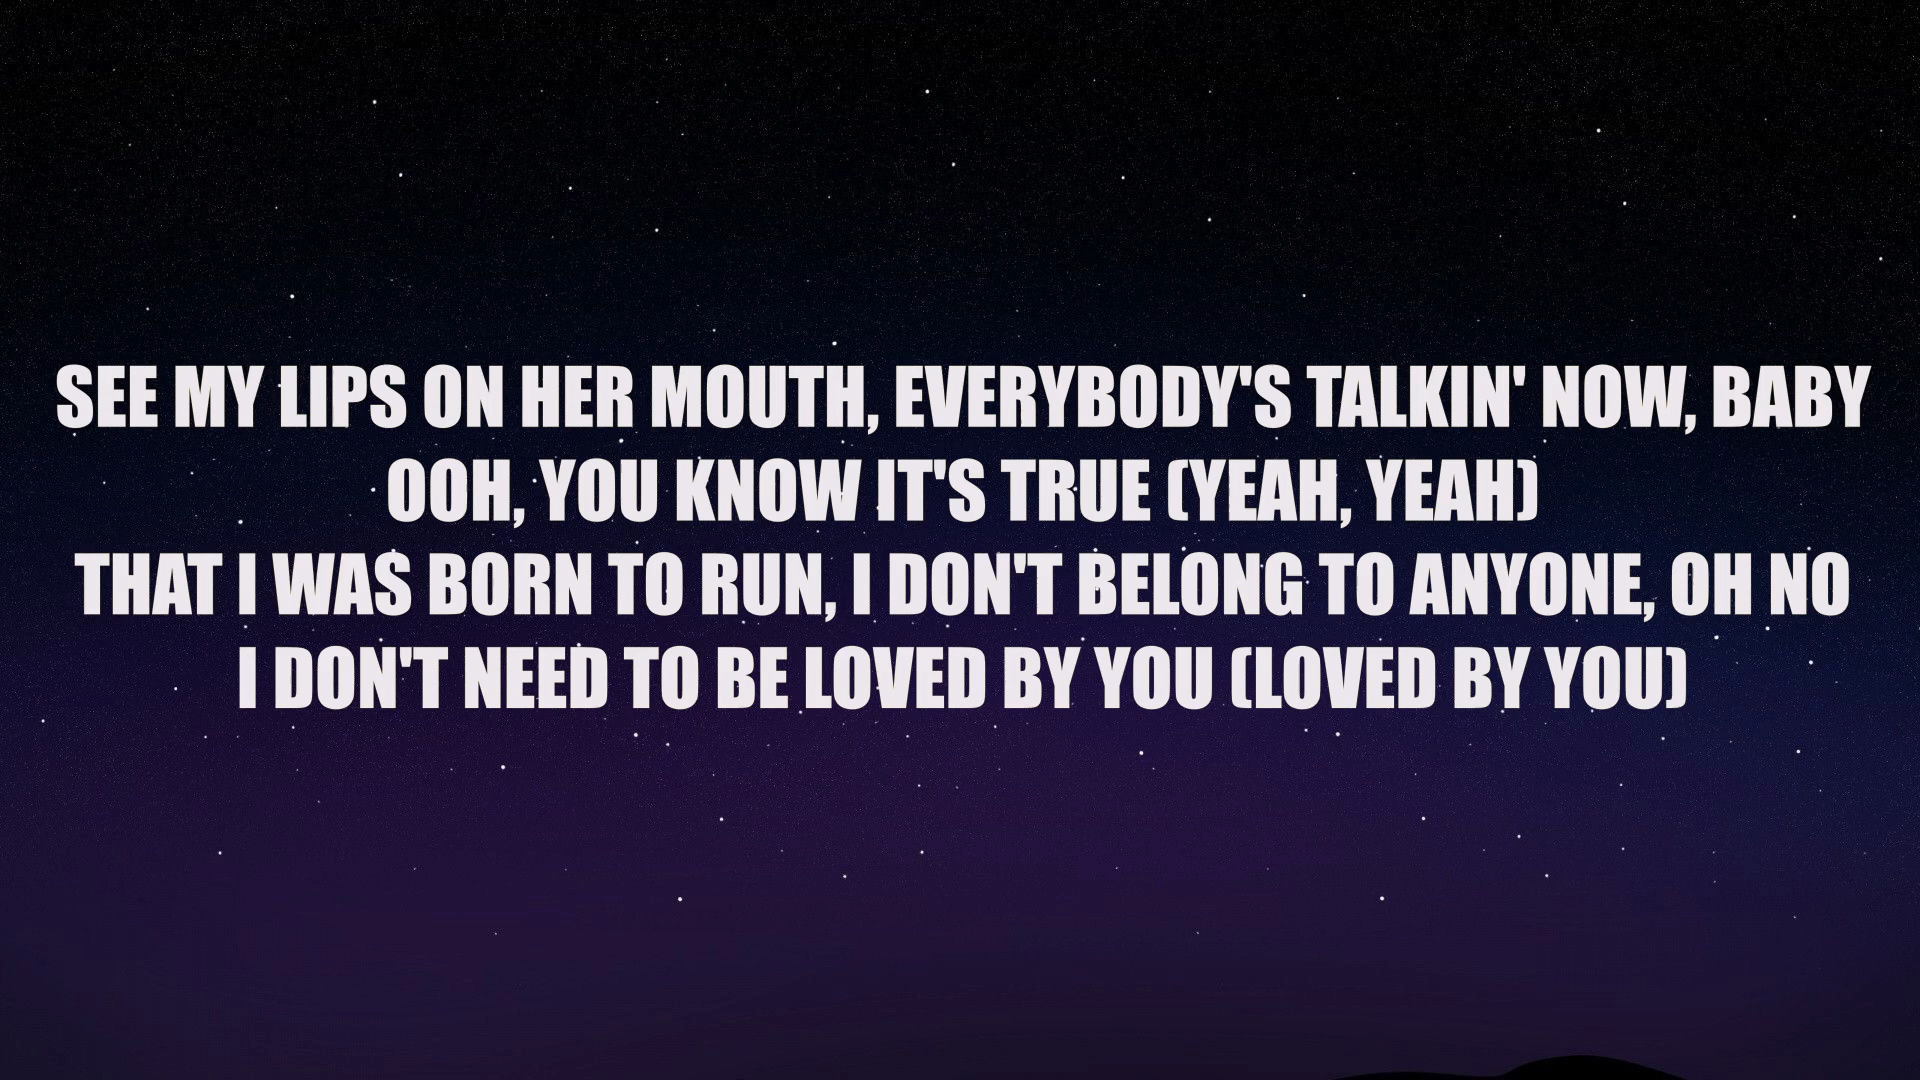 SEE MY LIPS ON HER MOUTH, EVERYBODY'S TALKIN' NOW, BABY
OOH, YOU KNOW IT'S TRUE (YEAH, YEAH)
THAT I WAS BORN TO RUN, I DON'T BELONG TO ANYONE, OH NO
I DON'T NEED TO BE LOVED BY YOU (LOVED BY YOU)